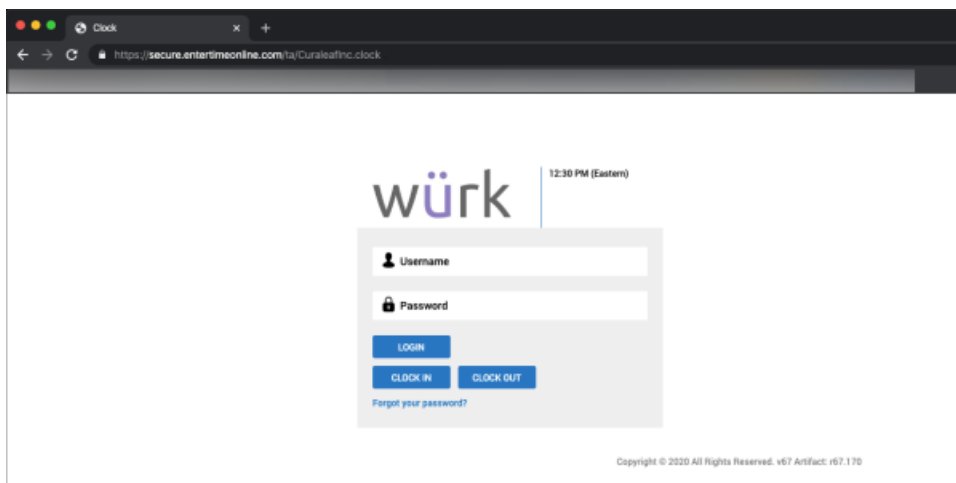 Clock
https://secure.entertimeonline.com/ta/CuraleafInc.clock
würk
12:30 PM (Eastern)
Username
Password
LOGIN
CLOCK IN CLOCK OUT
Forgot your password?
Copyright © 2020 All Rights Reserved. v67 Artifact: r67.170